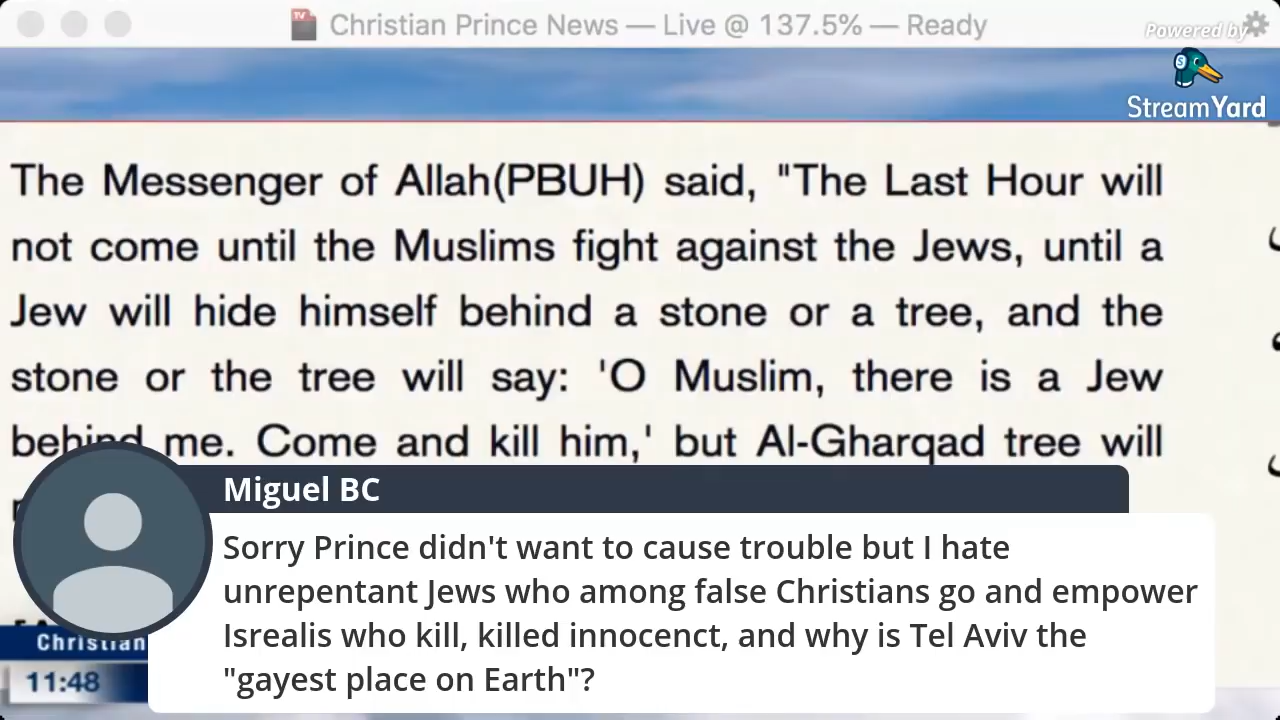 Christian Prince News — Live @ 137.5% — Ready
Powered by
StreamYard
The Messenger of Allah(PBUH) said, "The Last Hour will
not come until the Muslims fight against the Jews, until a
Jew will hide himself behind a stone or a tree, and the
stone or the tree will say: 'O Muslim, there is a Jew
behind me. Come and kill him,' but Al-Gharqad tree will
Miguel BC
Sorry Prince didn't want to cause trouble but I hate
unrepentant Jews who among false Christians go and empower
Isrealis who kill, killed innocenct, and why is Tel Aviv the
"gayest place on Earth"?
Christian
11:48